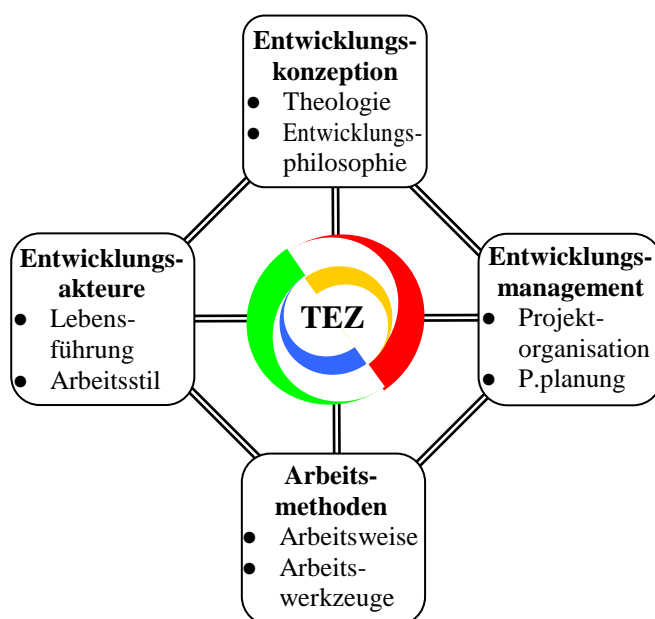 Entwicklungs-
konzeption
● Theologie
● Entwicklungs-
philosophie
Entwicklungs-
akteure
● Lebens-
führung
● Arbeitsstil
TEZ
Entwicklungs-
management
● Projekt-
organisation
● P.planung
Arbeits-
methoden
● Arbeitsweise
● Arbeits-
werkzeuge